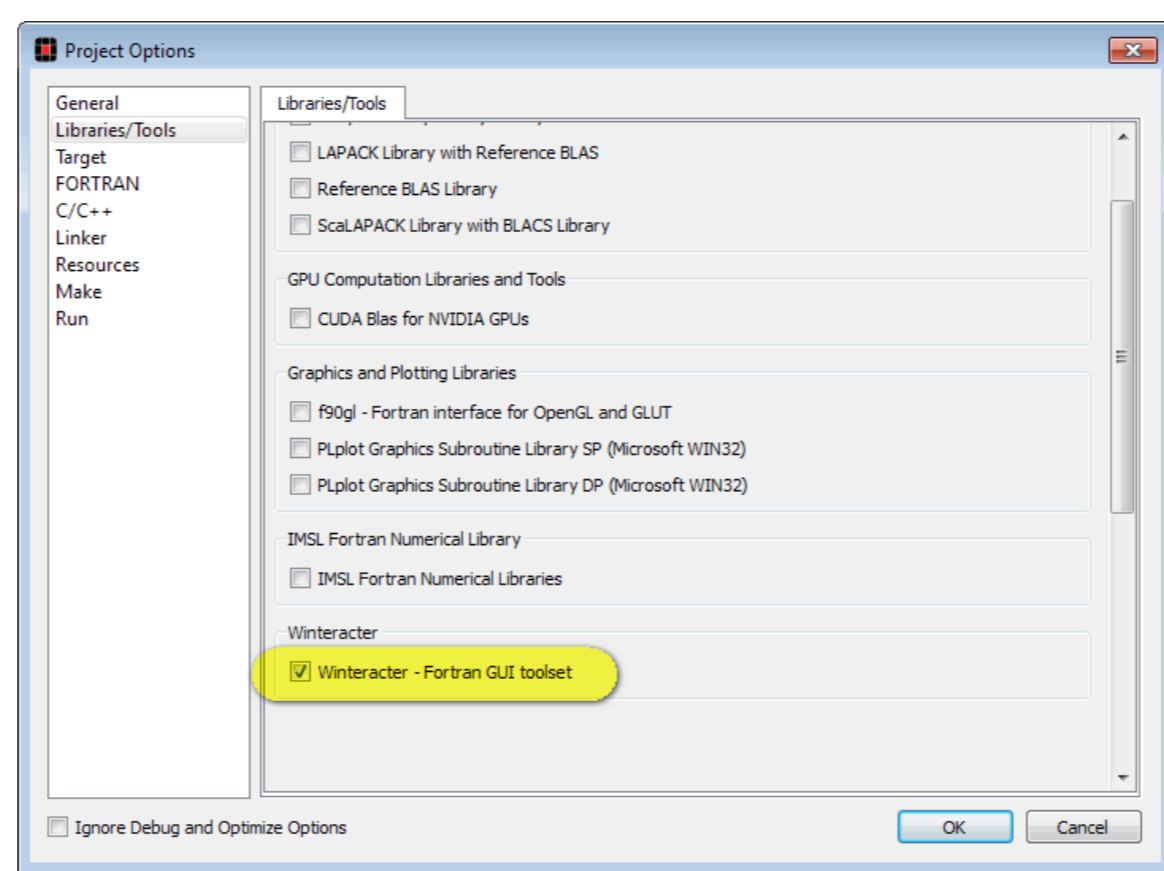 Project Options
General
Libraries/Tools
Target
FORTRAN
C/C++
Linker
Resources
Make
Run
Libraries/Tools
LAPACK Library with Reference BLAS
Reference BLAS Library
ScaLAPACK Library with BLACS Library
GPU Computation Libraries and Tools
CUDA Blas for NVIDIA GPUs
Graphics and Plotting Libraries
f90gl - Fortran interface for OpenGL and GLUT
PLplot Graphics Subroutine Library SP (Microsoft WIN32)
PLplot Graphics Subroutine Library DP (Microsoft WIN32)
IMSL Fortran Numerical Library
IMSL Fortran Numerical Libraries
Winteracter
Winteracter - Fortran GUI toolset
Ignore Debug and Optimize Options
OK
Cancel